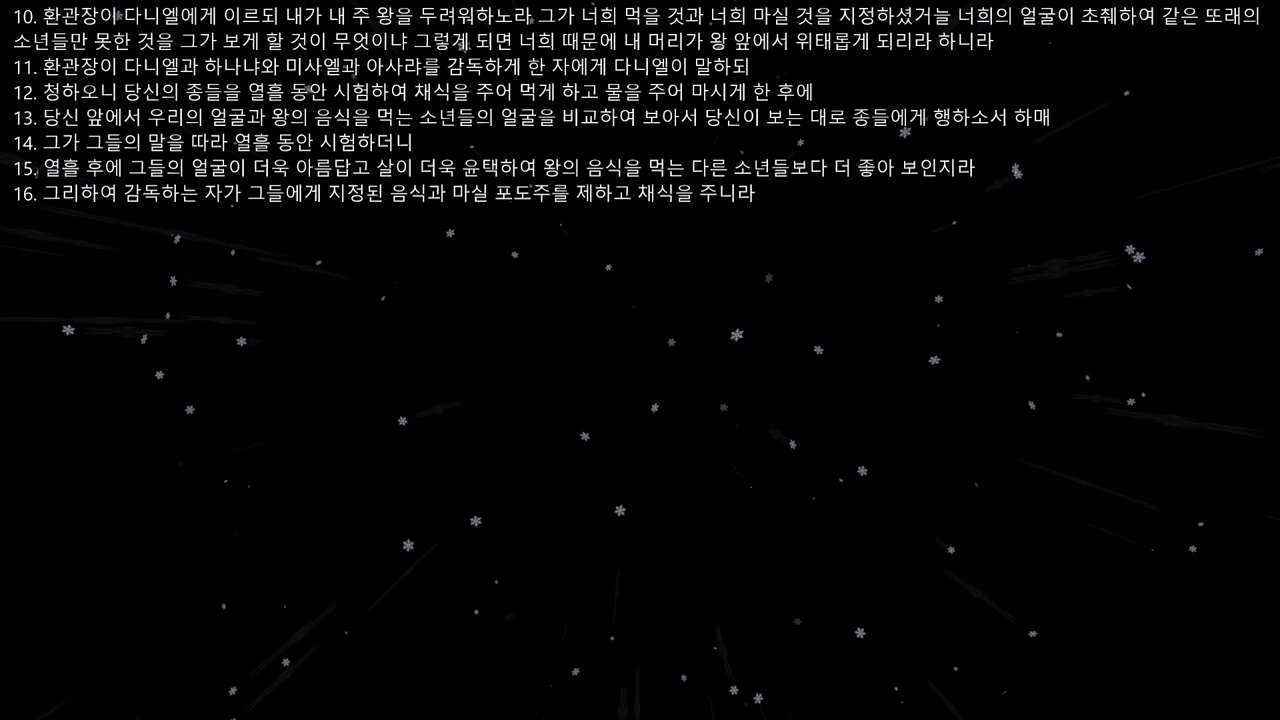 10. 환관장이 다니엘에게 이르되 내가 내 주 왕을 두려워하노라 그가 너희 먹을 것과 너희 마실 것을 지정하셨거늘 너희의 얼굴이 초췌하여 같은 또래의
소년들만 못한 것을 그가 보게 할 것이 무엇이냐 그렇게 되면 너희 때문에 내 머리가 왕 앞에서 위태롭게 되리라 하니라
11. 환관장이 다니엘과 하나냐와 미사엘과 아사랴를 감독하게 한 자에게 다니엘이 말하되
12. 청하오니 당신의 종들을 열흘 동안 시험하여 채식을 주어 먹게 하고 물을 주어 마시게 한 후에
13. 당신 앞에서 우리의 얼굴과 왕의 음식을 먹는 소년들의 얼굴을 비교하여 보아서 당신이 보는 대로 종들에게 행하소서 하매
14. 그가 그들의 말을 따라 열흘 동안 시험하더니
15. 열흘 후에 그들의 얼굴이 더욱 아름답고 살이 더욱 윤택하여 왕의 음식을 먹는 다른 소년들보다 더 좋아 보인지라
16. 그리하여 감독하는 자가 그들에게 지정된 음식과 마실 포도주를 제하고 채식을 주니라